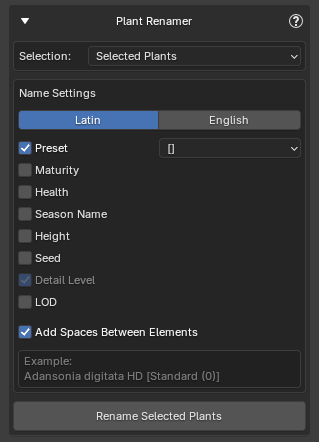 Plant Renamer
Selection: Selected Plants
Name Settings
Latin English
Preset []
Maturity
Health
Season Name
Height
Seed
Detail Level
LOD
Add Spaces Between Elements
Example:
Adansonia digitata HD [Standard (0)]
Rename Selected Plants